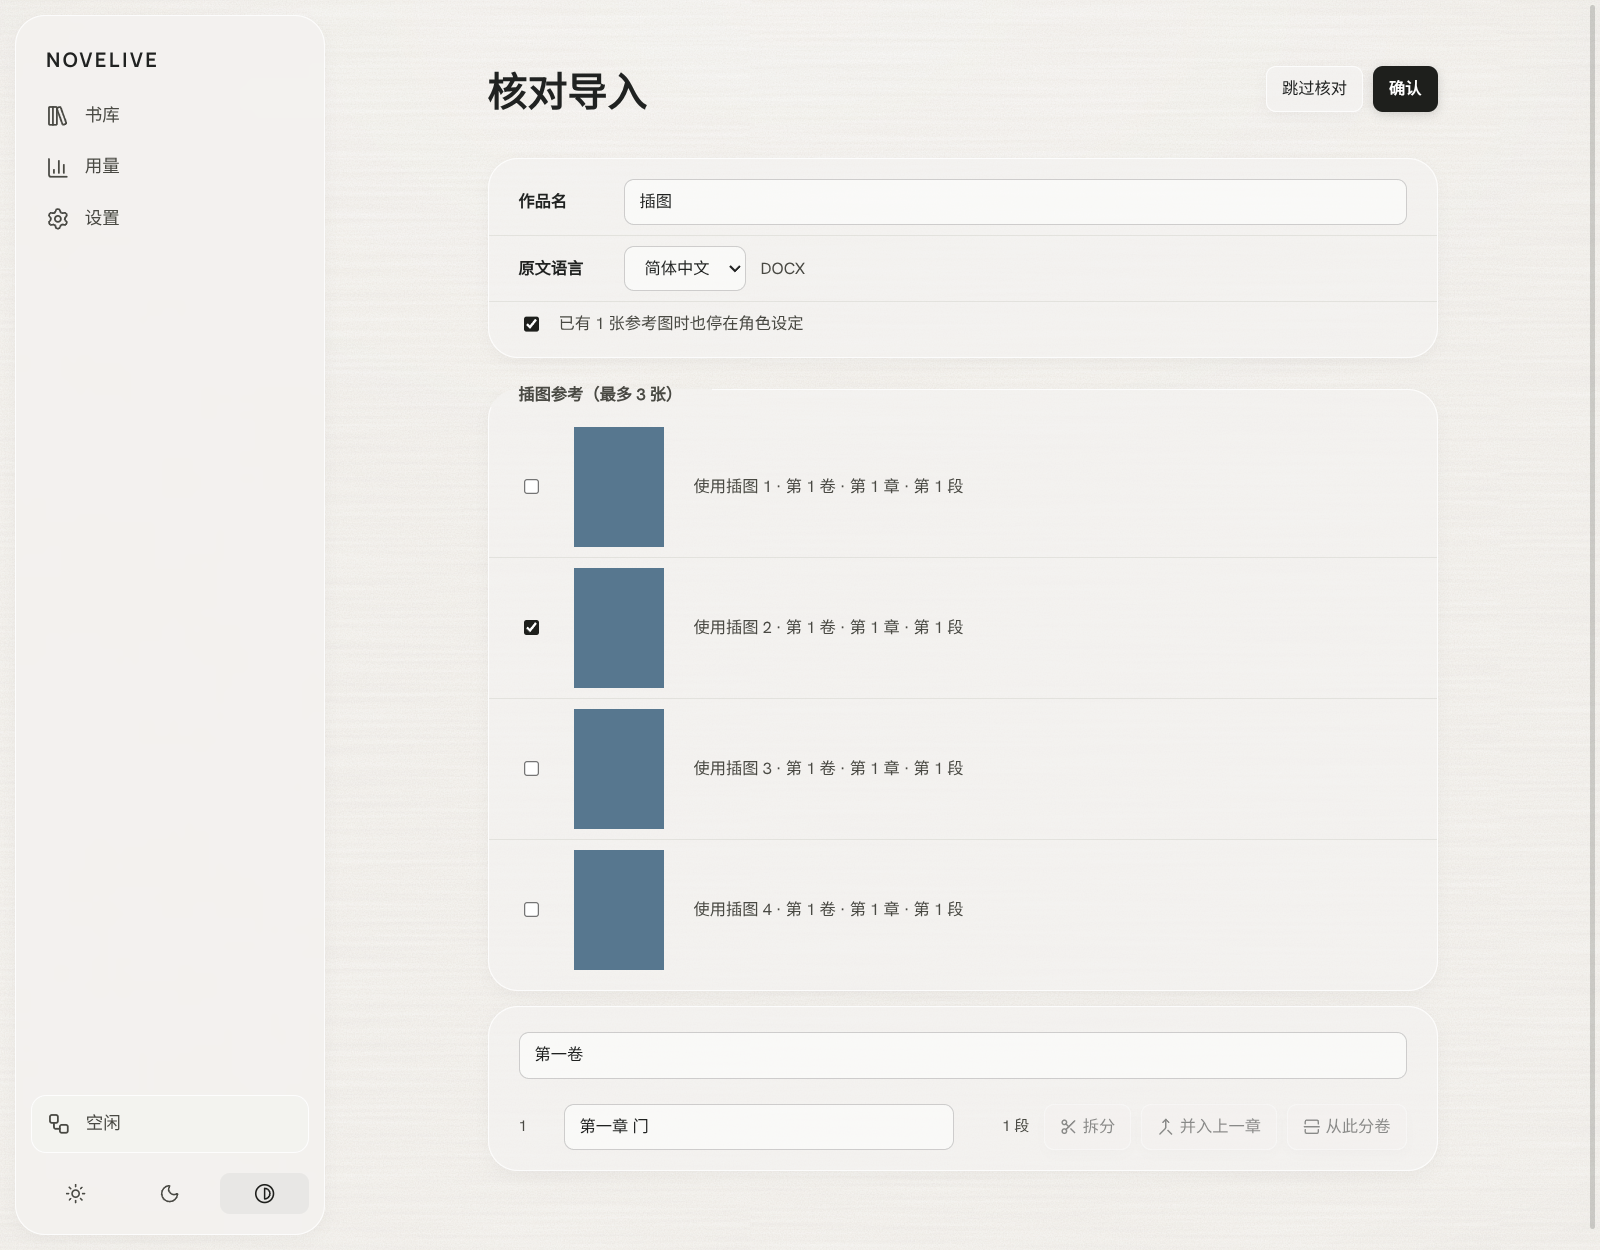 NOVELIVE
书库
用量
设置
空闲
核对导入
跳过核对
确认
作品名
插图
原文语言
简体中文
DOCX
已有 1 张参考图时也停在角色设定
插图参考（最多 3 张）
使用插图 1 · 第 1 卷 · 第 1 章 · 第 1 段
使用插图 2 · 第 1 卷 · 第 1 章 · 第 1 段
使用插图 3 · 第 1 卷 · 第 1 章 · 第 1 段
使用插图 4 · 第 1 卷 · 第 1 章 · 第 1 段
第一卷
1
第一章 门
1 段
拆分
并入上一章
从此分卷